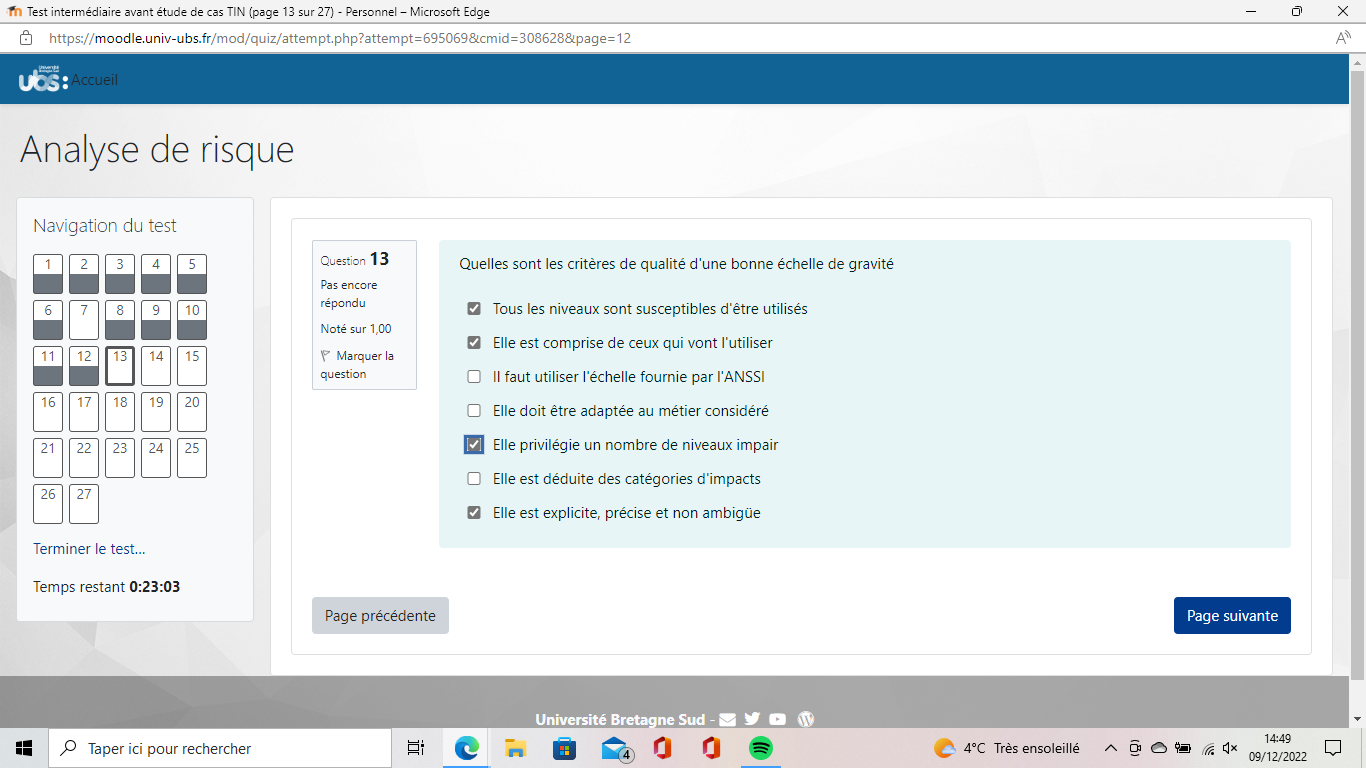 Test intermédiaire avant étude de cas TIN (page 13 sur 27) - Personnel – Microsoft Edge
https://moodle.univ-ubs.fr/mod/quiz/attempt.php?attempt=695069&cmid=308628&page=12
ubs: Accueil
Analyse de risque
Navigation du test
1 2 3 4 5
6 7 8 9 10
11 12 13 14 15
16 17 18 19 20
21 22 23 24 25
26 27
Terminer le test...
Temps restant 0:23:03
Question 13
Pas encore
répondu
Noté sur 1,00
Marquer la
question
Quelles sont les critères de qualité d'une bonne échelle de gravité
Tous les niveaux sont susceptibles d'être utilisés
Elle est comprise de ceux qui vont l'utiliser
Il faut utiliser l'échelle fournie par l'ANSSI
Elle doit être adaptée au métier considéré
Elle privilégie un nombre de niveaux impair
Elle est déduite des catégories d'impacts
Elle est explicite, précise et non ambigüe
Page précédente
Page suivante
Université Bretagne Sud -
Taper ici pour rechercher
4
4°C Très ensoleillé
14:49
09/12/2022